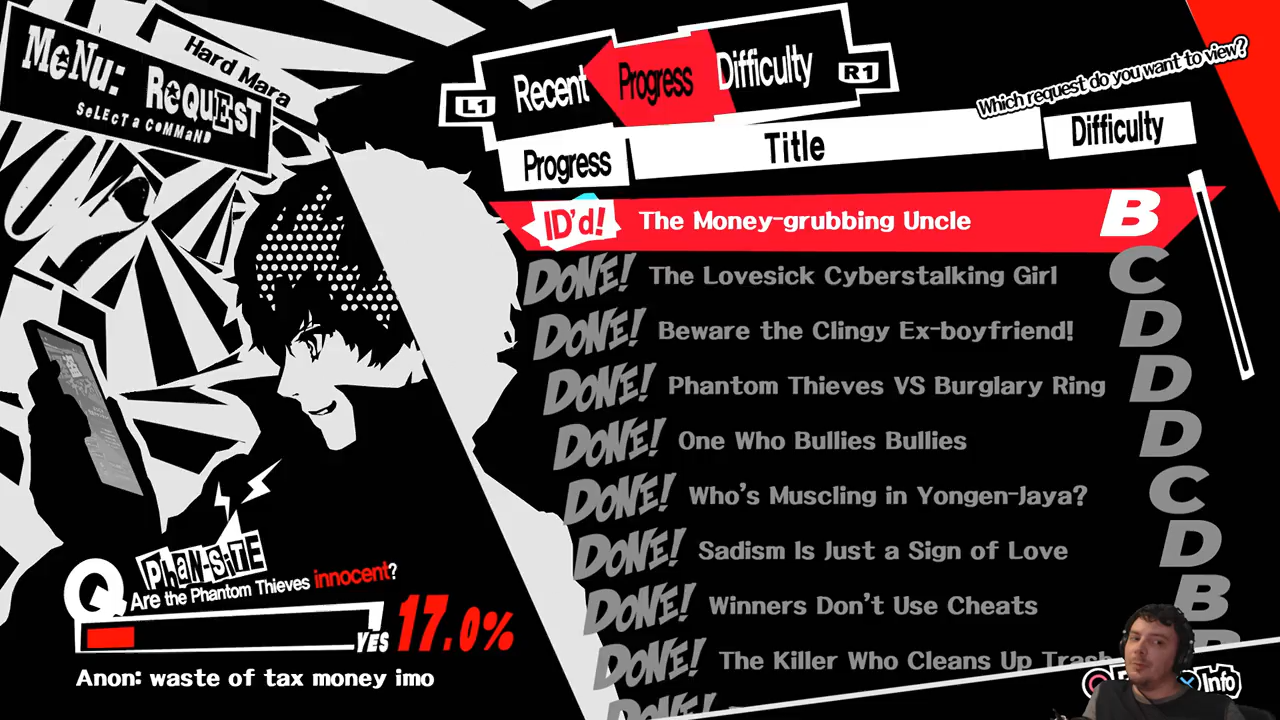 MeNu: ReQuEST
SeLEcT a CoMMaND
Hard Mara
L1 Recent Progress Difficulty R1
Which request do you want to view?
Progress Title Difficulty
ID'd! The Money-grubbing Uncle B
DONE! The Lovesick Cyberstalking Girl C
DONE! Beware the Clingy Ex-boyfriend! D
DONE! Phantom Thieves VS Burglary Ring D
DONE! One Who Bullies Bullies D
DONE! Who's Muscling in Yongen-Jaya? C
DONE! Sadism Is Just a Sign of Love D
DONE! Winners Don't Use Cheats B
DONE! The Killer Who Cleans Up Trash
Info
PhaN-SiTE
Q Are the Phantom Thieves innocent?
YES 17.0%
Anon: waste of tax money imo